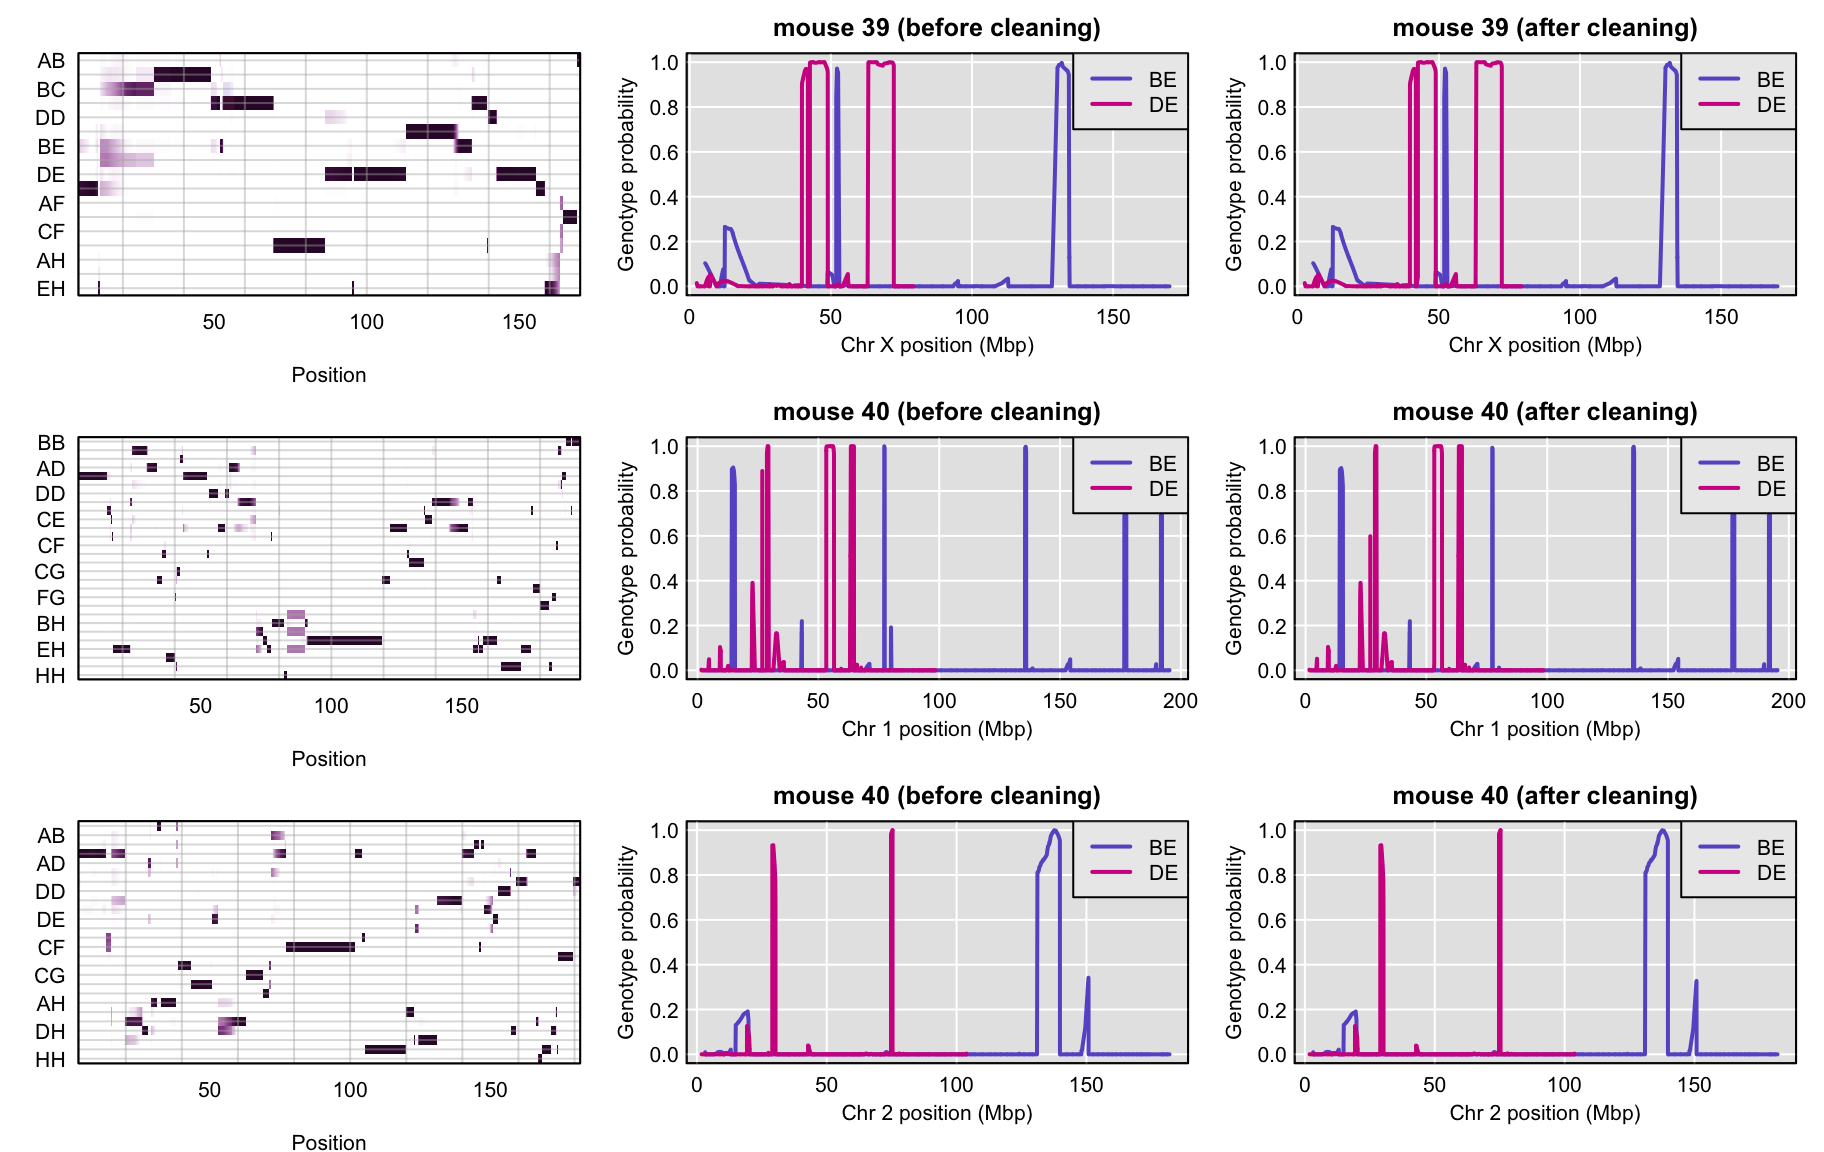 mouse 39 (before cleaning)
mouse 39 (after cleaning)
AB
BC
DD
BE
DE
AF
CF
AH
EH
50 100 150
Position
Genotype probability
1.0
0.8
0.6
0.4
0.2
0.0
BE
DE
0 50 100 150
Chr X position (Mbp)
Genotype probability
1.0
0.8
0.6
0.4
0.2
0.0
BE
DE
0 50 100 150
Chr X position (Mbp)
mouse 40 (before cleaning)
mouse 40 (after cleaning)
BB
AD
DD
CE
CF
CG
FG
BH
EH
HH
50 100 150
Position
Genotype probability
1.0
0.8
0.6
0.4
0.2
0.0
BE
DE
0 50 100 150 200
Chr 1 position (Mbp)
Genotype probability
1.0
0.8
0.6
0.4
0.2
0.0
BE
DE
0 50 100 150 200
Chr 1 position (Mbp)
mouse 40 (before cleaning)
mouse 40 (after cleaning)
AB
AD
DD
DE
CF
CG
AH
DH
HH
50 100 150
Position
Genotype probability
1.0
0.8
0.6
0.4
0.2
0.0
BE
DE
0 50 100 150
Chr 2 position (Mbp)
Genotype probability
1.0
0.8
0.6
0.4
0.2
0.0
BE
DE
0 50 100 150
Chr 2 position (Mbp)